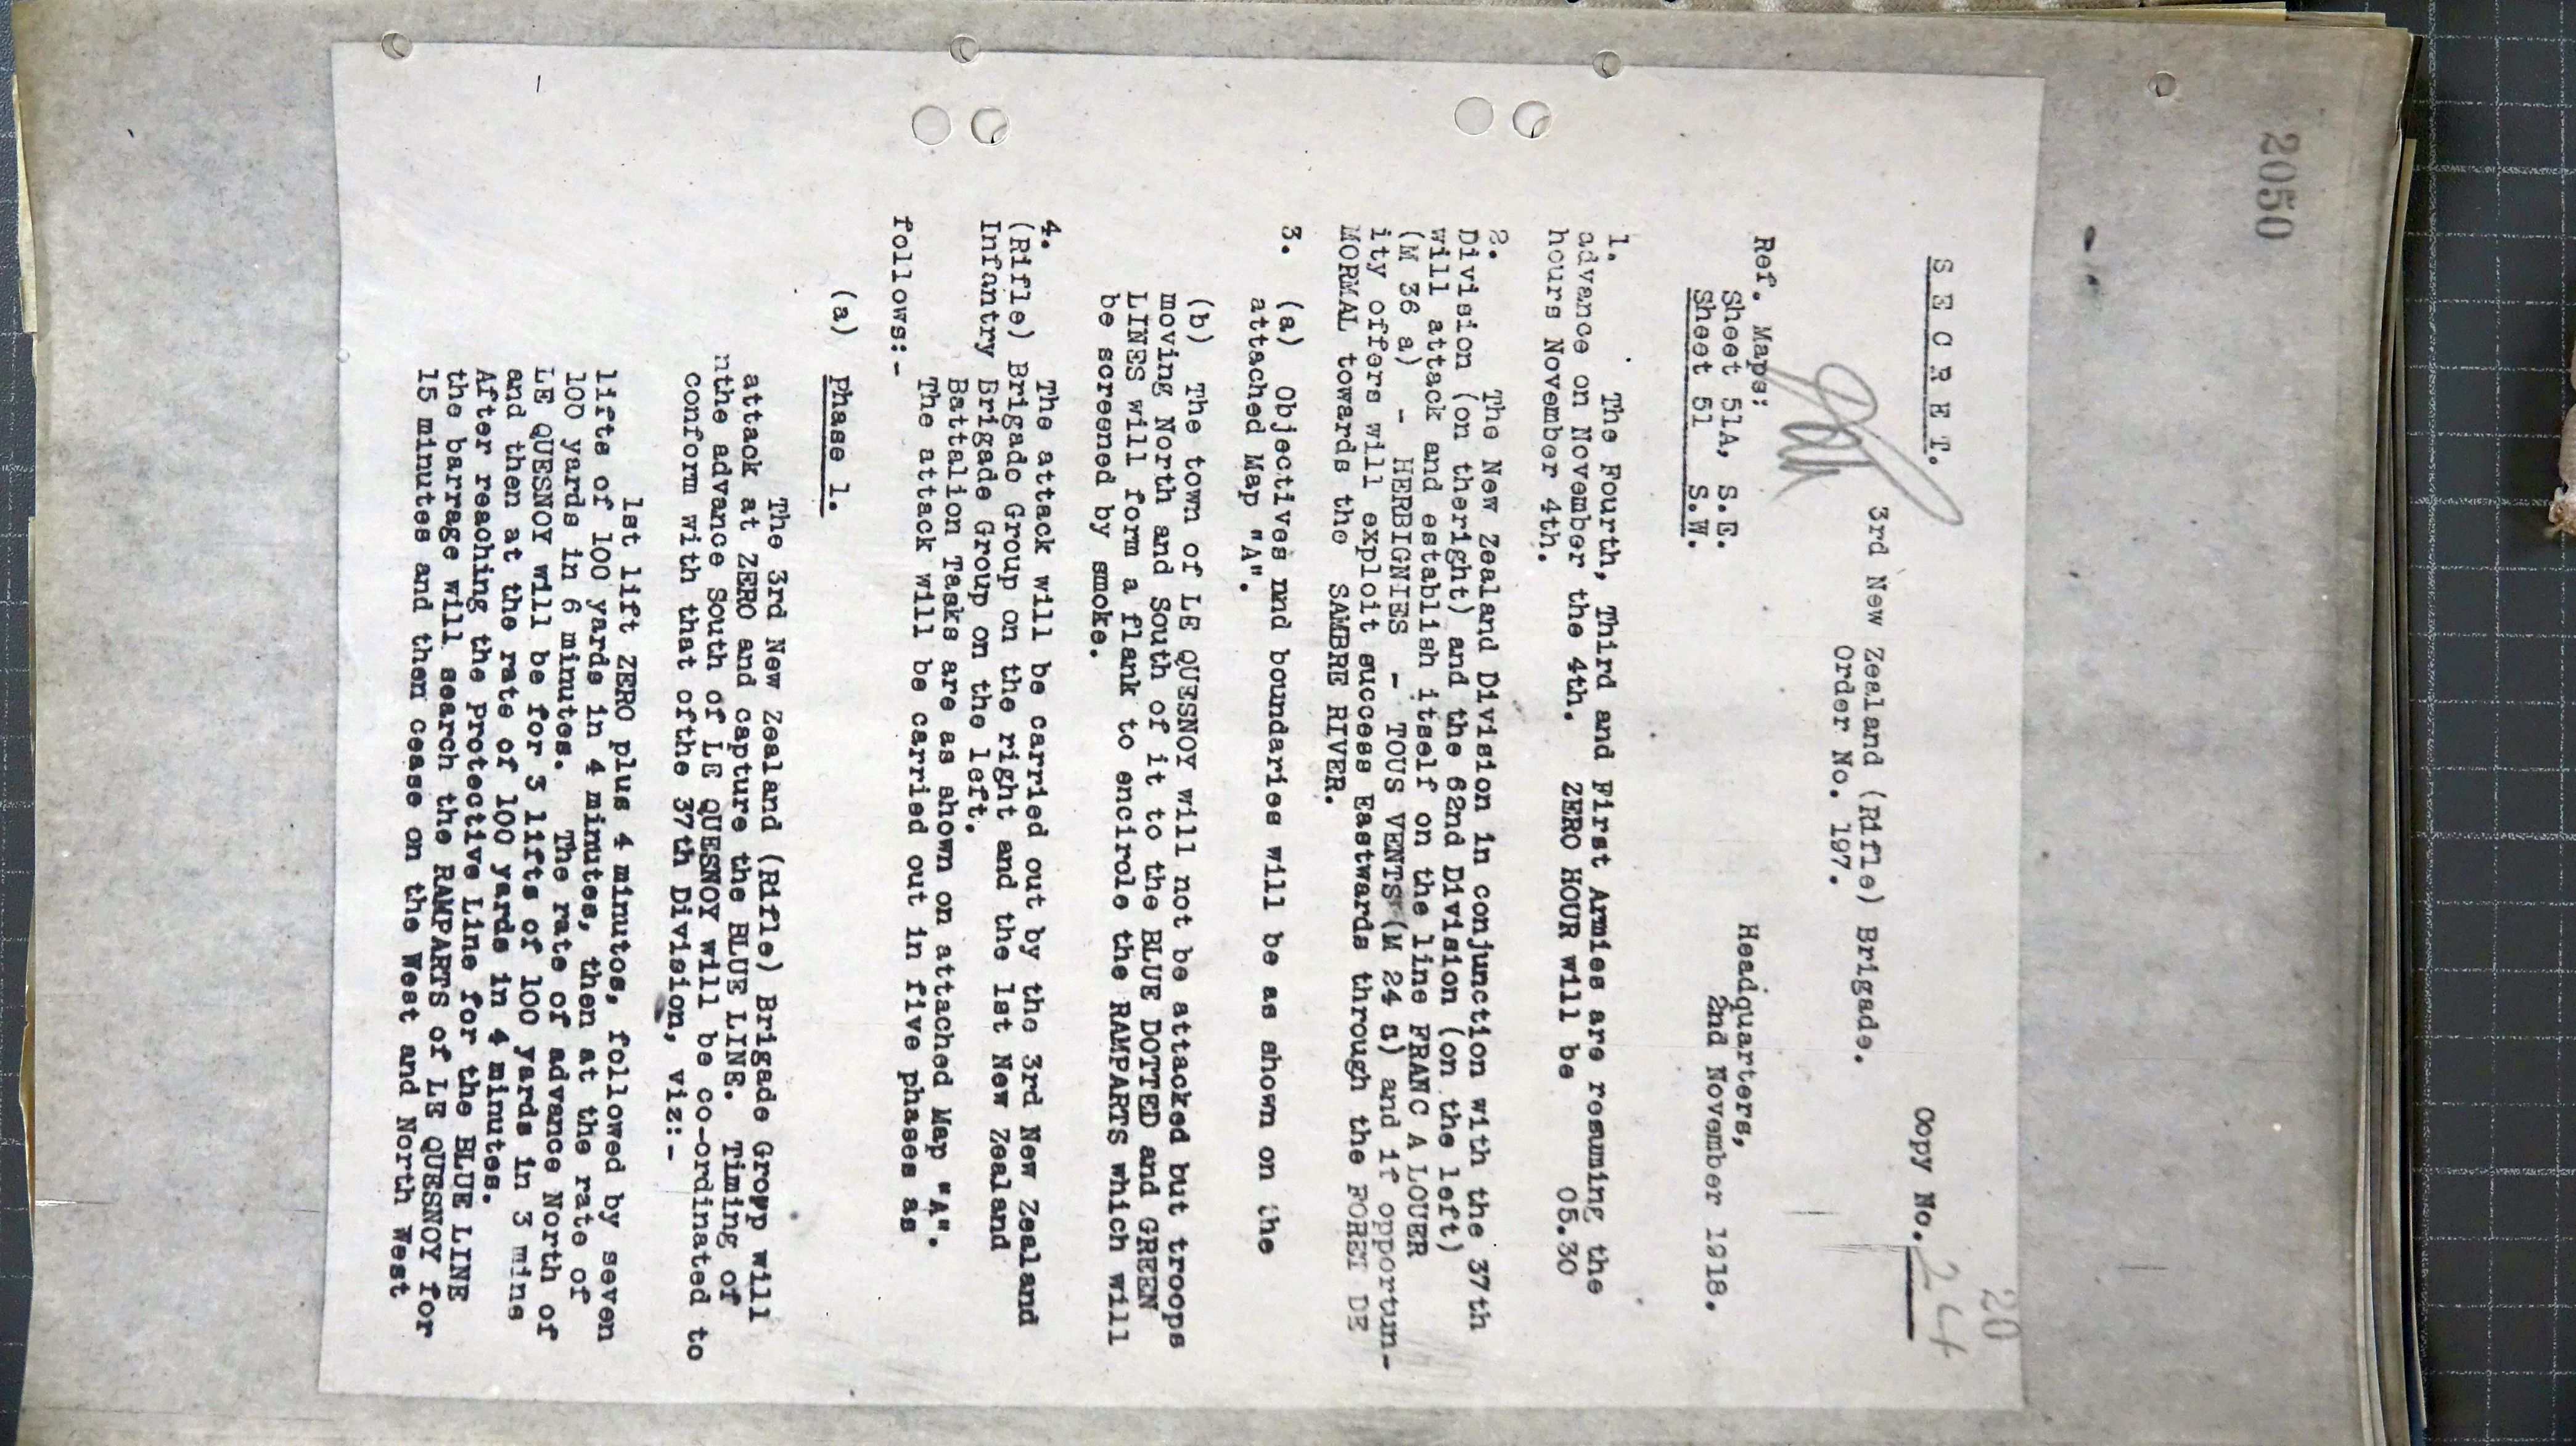 2050
20
SECRET.
Copy No. 24
3rd New Zealand (Rifle) Brigade.
Order No. 197.
Headquarters,
2nd November 1918.
Ref. Maps:
Sheet 51A, S.E.
Sheet 51 S.W.
1. The Fourth, Third and First Armies are resuming the
advance on November the 4th. ZERO HOUR will be 05.30
hours November 4th.
2. The New Zealand Division in conjunction with the 37th
Division (on theright) and the 62nd Division (on the left)
will attack and establish itself on the line FRANC A LOUER
(M 36 a) - HERBIGNIES - TOUS VENTS (M 24 a) and if opportun-
ity offers will exploit success Eastwards through the FORET DE
MORMAL towards the SAMBRE RIVER.
3. (a) Objectives nnd boundaries will be as shown on the
attached Map "A".
(b) The town of LE QUESNOY will not be attacked but troops
moving North and South of it to the BLUE DOTTED and GREEN
LINES will form a flank to encirole the RAMPARTS which will
be screened by smoke.
4. The attack will be carried out by the 3rd New Zealand
(Rifle) Brigade Group on the right and the 1st New Zealand
Infantry Brigade Group on the left.
Battalion Tasks are as shown on attached Map "A".
The attack will be carried out in five phases as
follows:-
(a) Phase 1.
The 3rd New Zealand (Rifle) Brigade Growp will
attack at ZERO and capture the BLUE LINE. Timing of
nthe advance South of LE QUESNOY will be co-ordinated to
conform with that ofthe 37th Division, viz:-
1st lift ZERO plus 4 minutes, followed by seven
lifts of 100 yards in 4 minutes, then at the rate of
100 yards in 6 minutes. The rate of advance North of
LE QUESNOY will be for 3 lifts of 100 yards in 3 mins
and then at the rate of 100 yards in 4 minutes.
After reaching the Protective Line for the BLUE LINE
the barrage will search the RAMPARTS of LE QUESNOY for
15 minutes and then cease on the West and North West